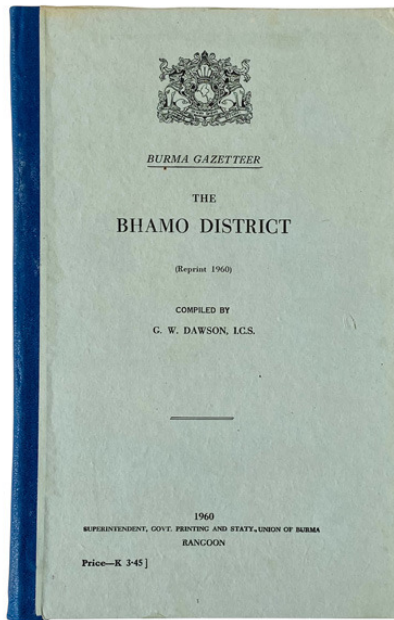 BURMA GAZETTEER
THE
BHAMO DISTRICT
(Reprint 1960)
COMPILED BY
G. W. DAWSON, I.C.S.
1960
SUPERINTENDENT, GOVT. PRINTING AND STATY., UNION OF BURMA
RANGOON
Price—K 3·45 ]